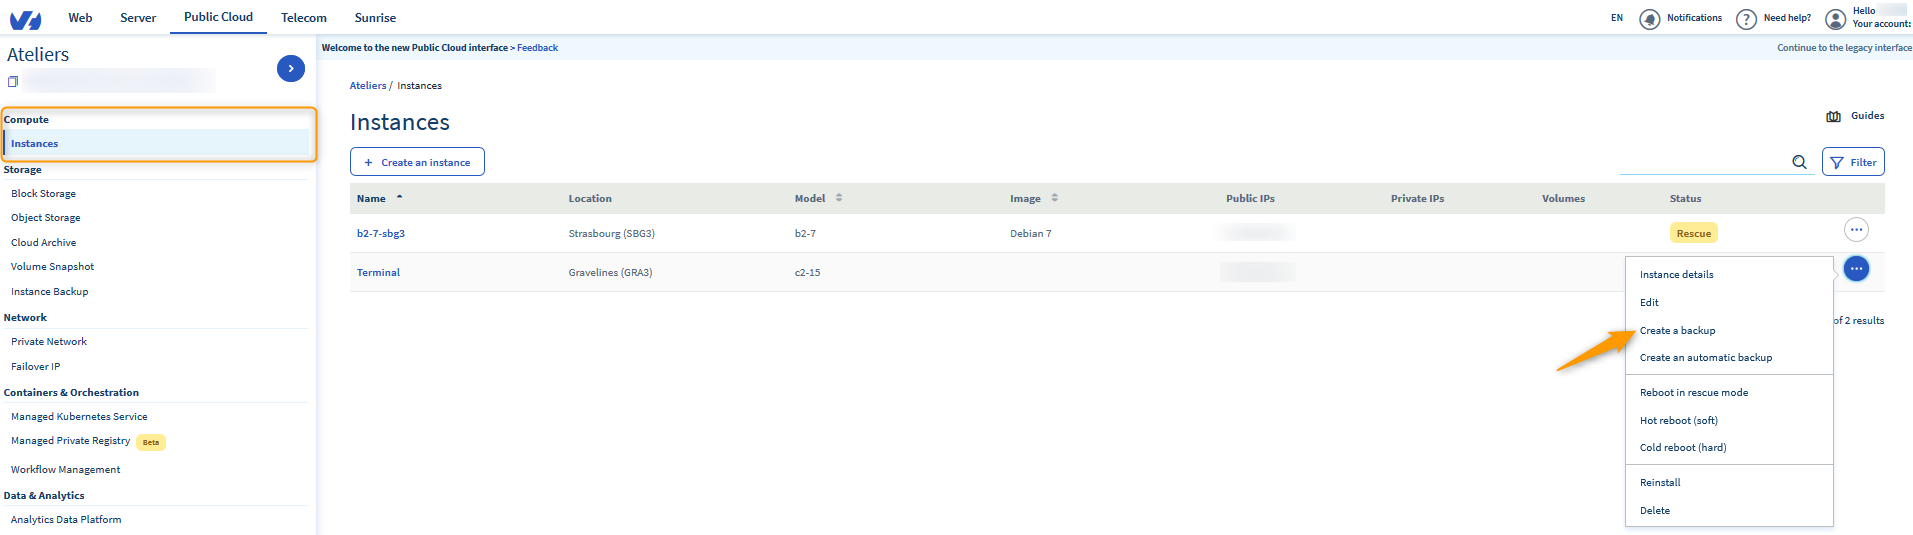 Web Server Public Cloud Telecom Sunrise EN Notifications Need help? Hello
Your account:
Ateliers
Welcome to the new Public Cloud interface > Feedback Continue to the legacy interface
Ateliers / Instances
Compute
Instances
Storage
Block Storage
Object Storage
Cloud Archive
Volume Snapshot
Instance Backup
Network
Private Network
Failover IP
Containers & Orchestration
Managed Kubernetes Service
Managed Private Registry Beta
Workflow Management
Data & Analytics
Analytics Data Platform
Instances
Guides
+ Create an instance Filter
Name Location Model Image Public IPs Private IPs Volumes Status
b2-7-sbg3 Strasbourg (SBG3) b2-7 Debian 7 Rescue
Terminal Gravelines (GRA3) c2-15
Instance details
Edit
Create a backup
Create an automatic backup
Reboot in rescue mode
Hot reboot (soft)
Cold reboot (hard)
Reinstall
Delete
of 2 results